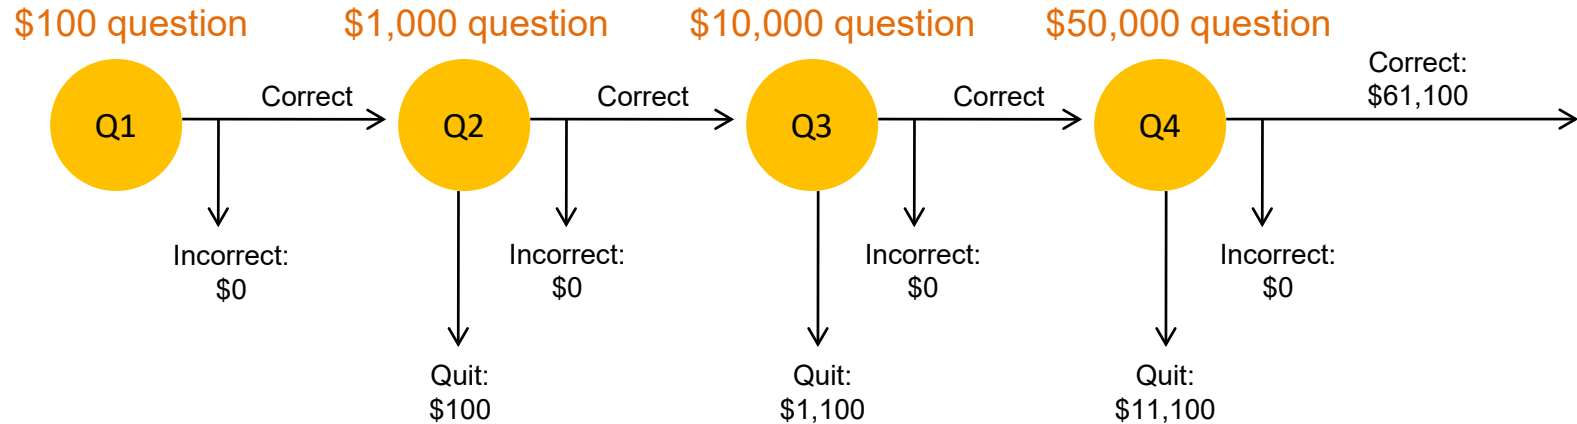 $100 question
$1,000 question
$10,000 question
$50,000 question
Q1
Correct
Q2
Correct
Q3
Correct
Q4
Correct:
$61,100
Incorrect:
$0
Incorrect:
$0
Incorrect:
$0
Incorrect:
$0
Quit:
$100
Quit:
$1,100
Quit:
$11,100